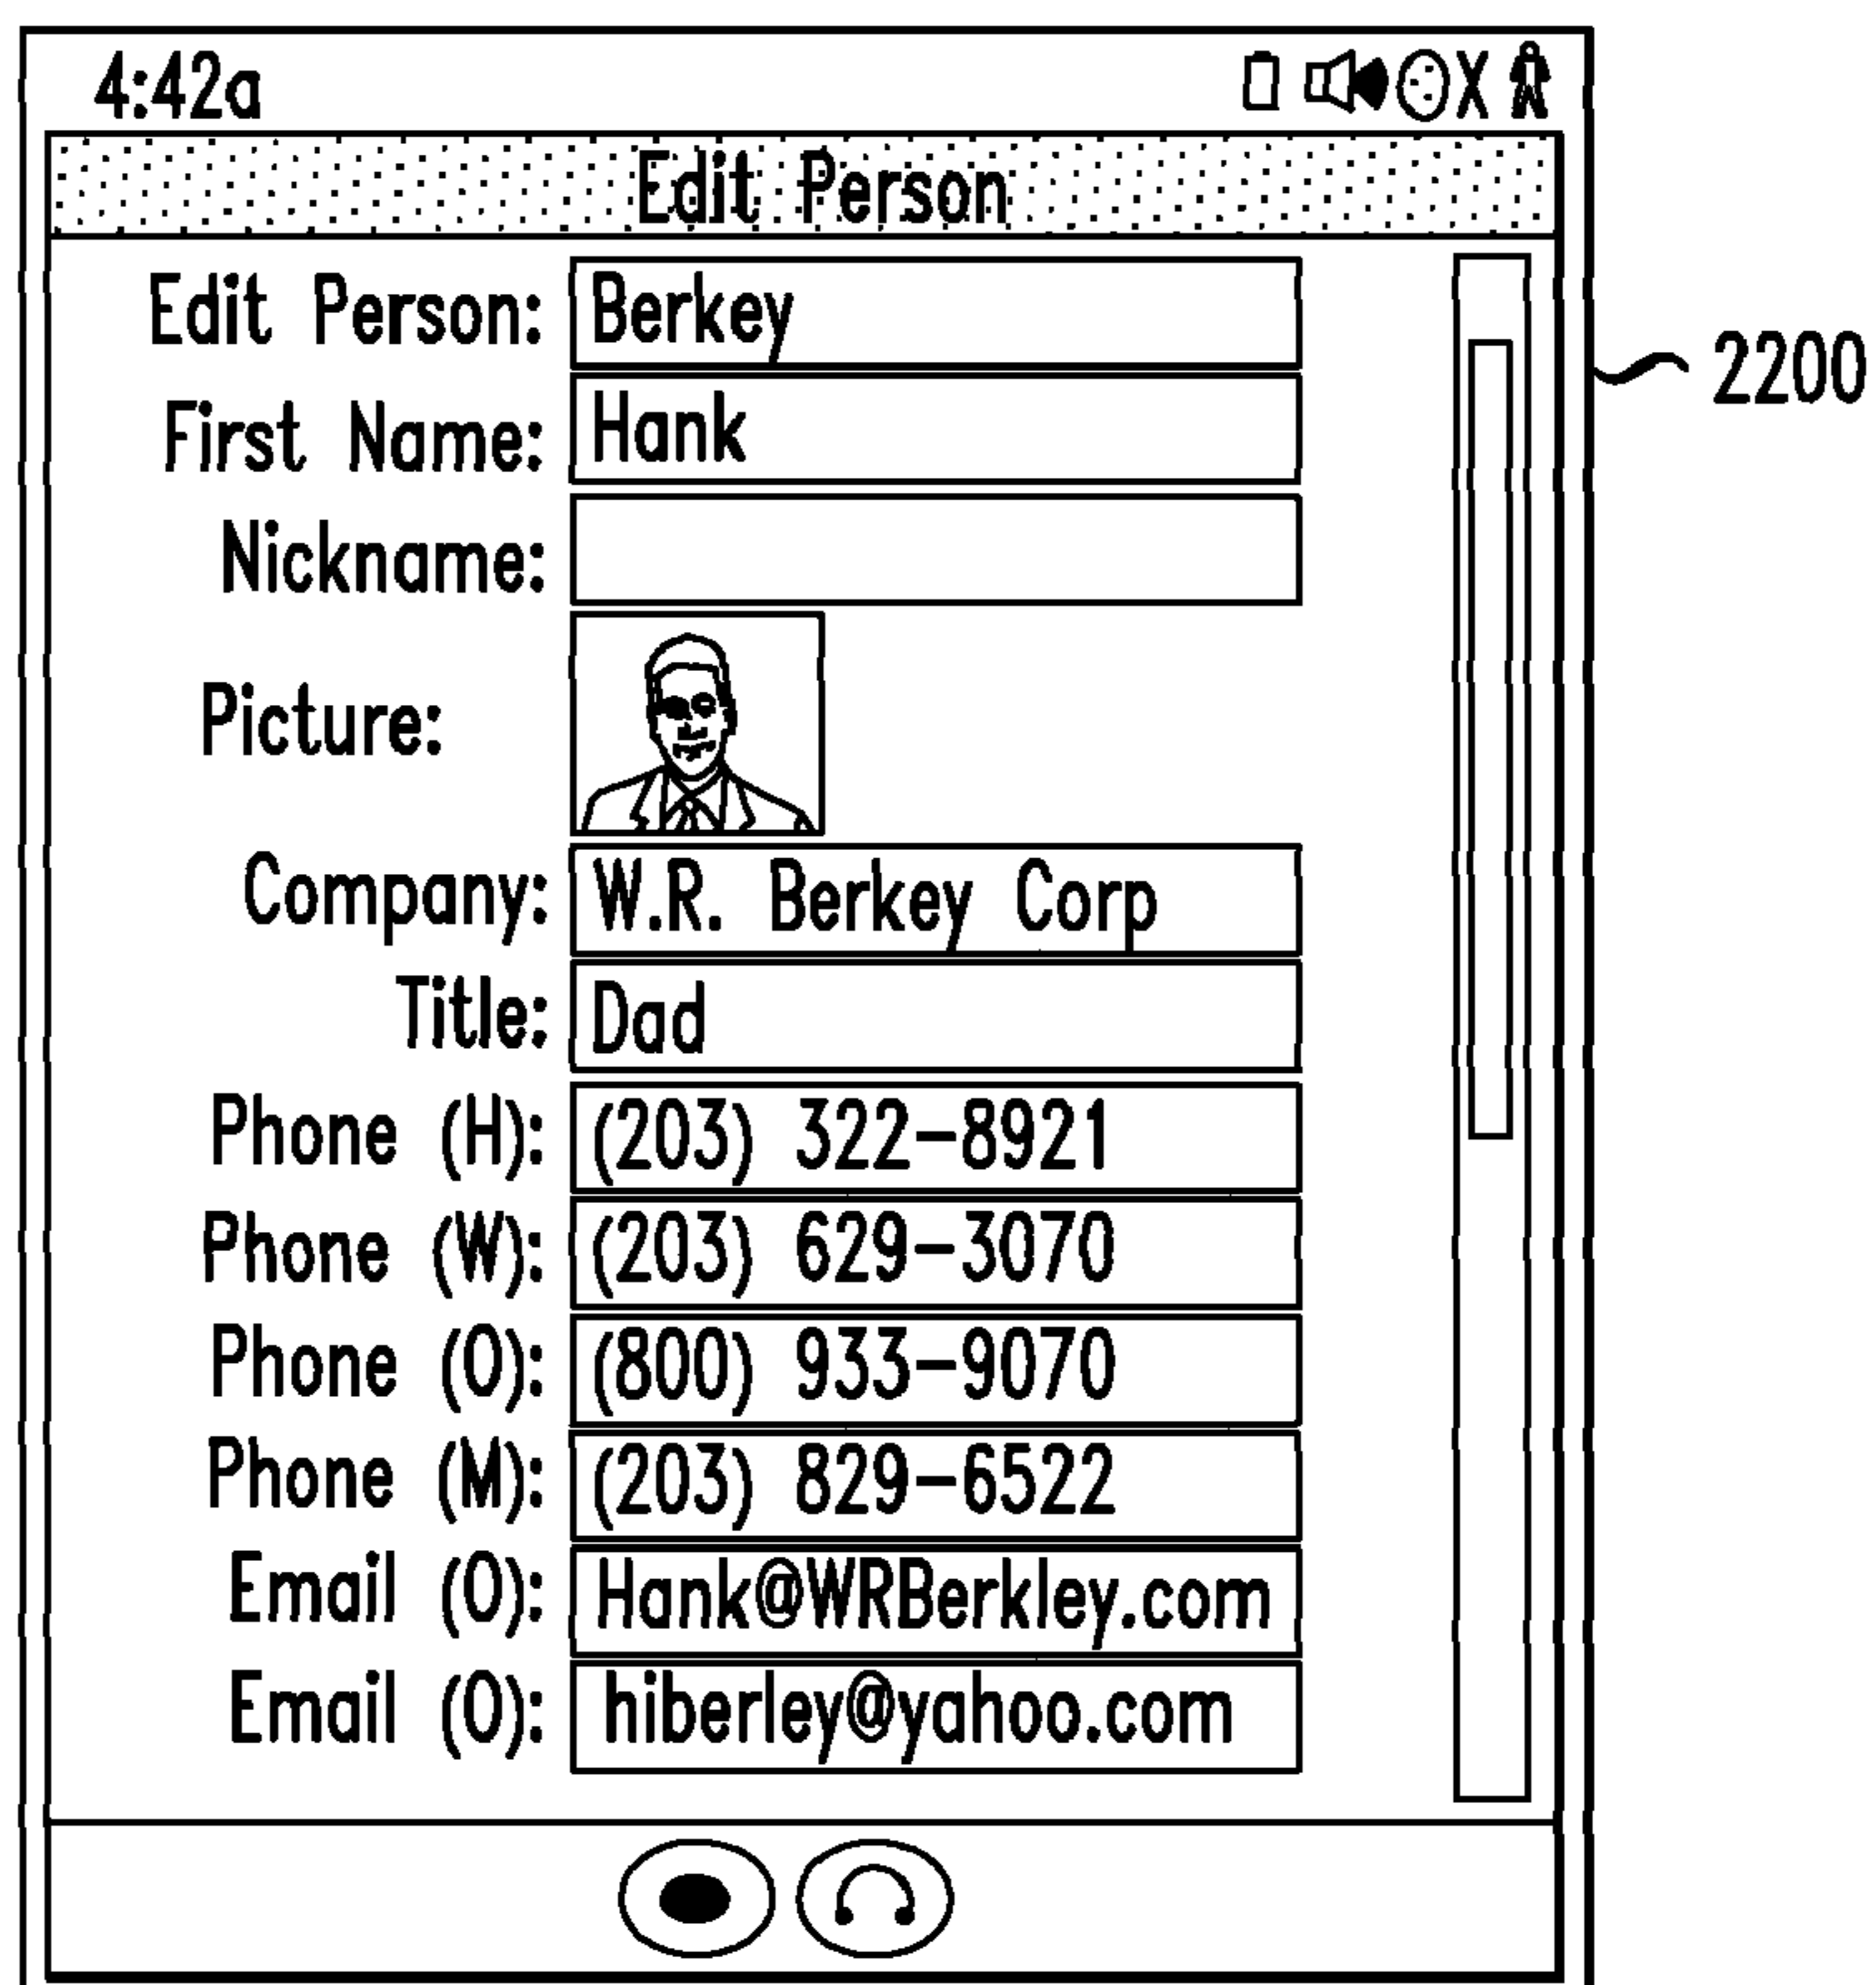 4:42a
Edit Person
Edit Person: Berkey
2200
First Name: Hank
Nickname:
Picture:
Company: W.R. Berkey Corp
Title: Dad
Phone (H): (203) 322-8921
Phone (W): (203) 629-3070
Phone (O): (800) 933-9070
Phone (M): (203) 829-6522
Email (O): Hank@WRBerkley.com
Email (O): hiberley@yahoo.com